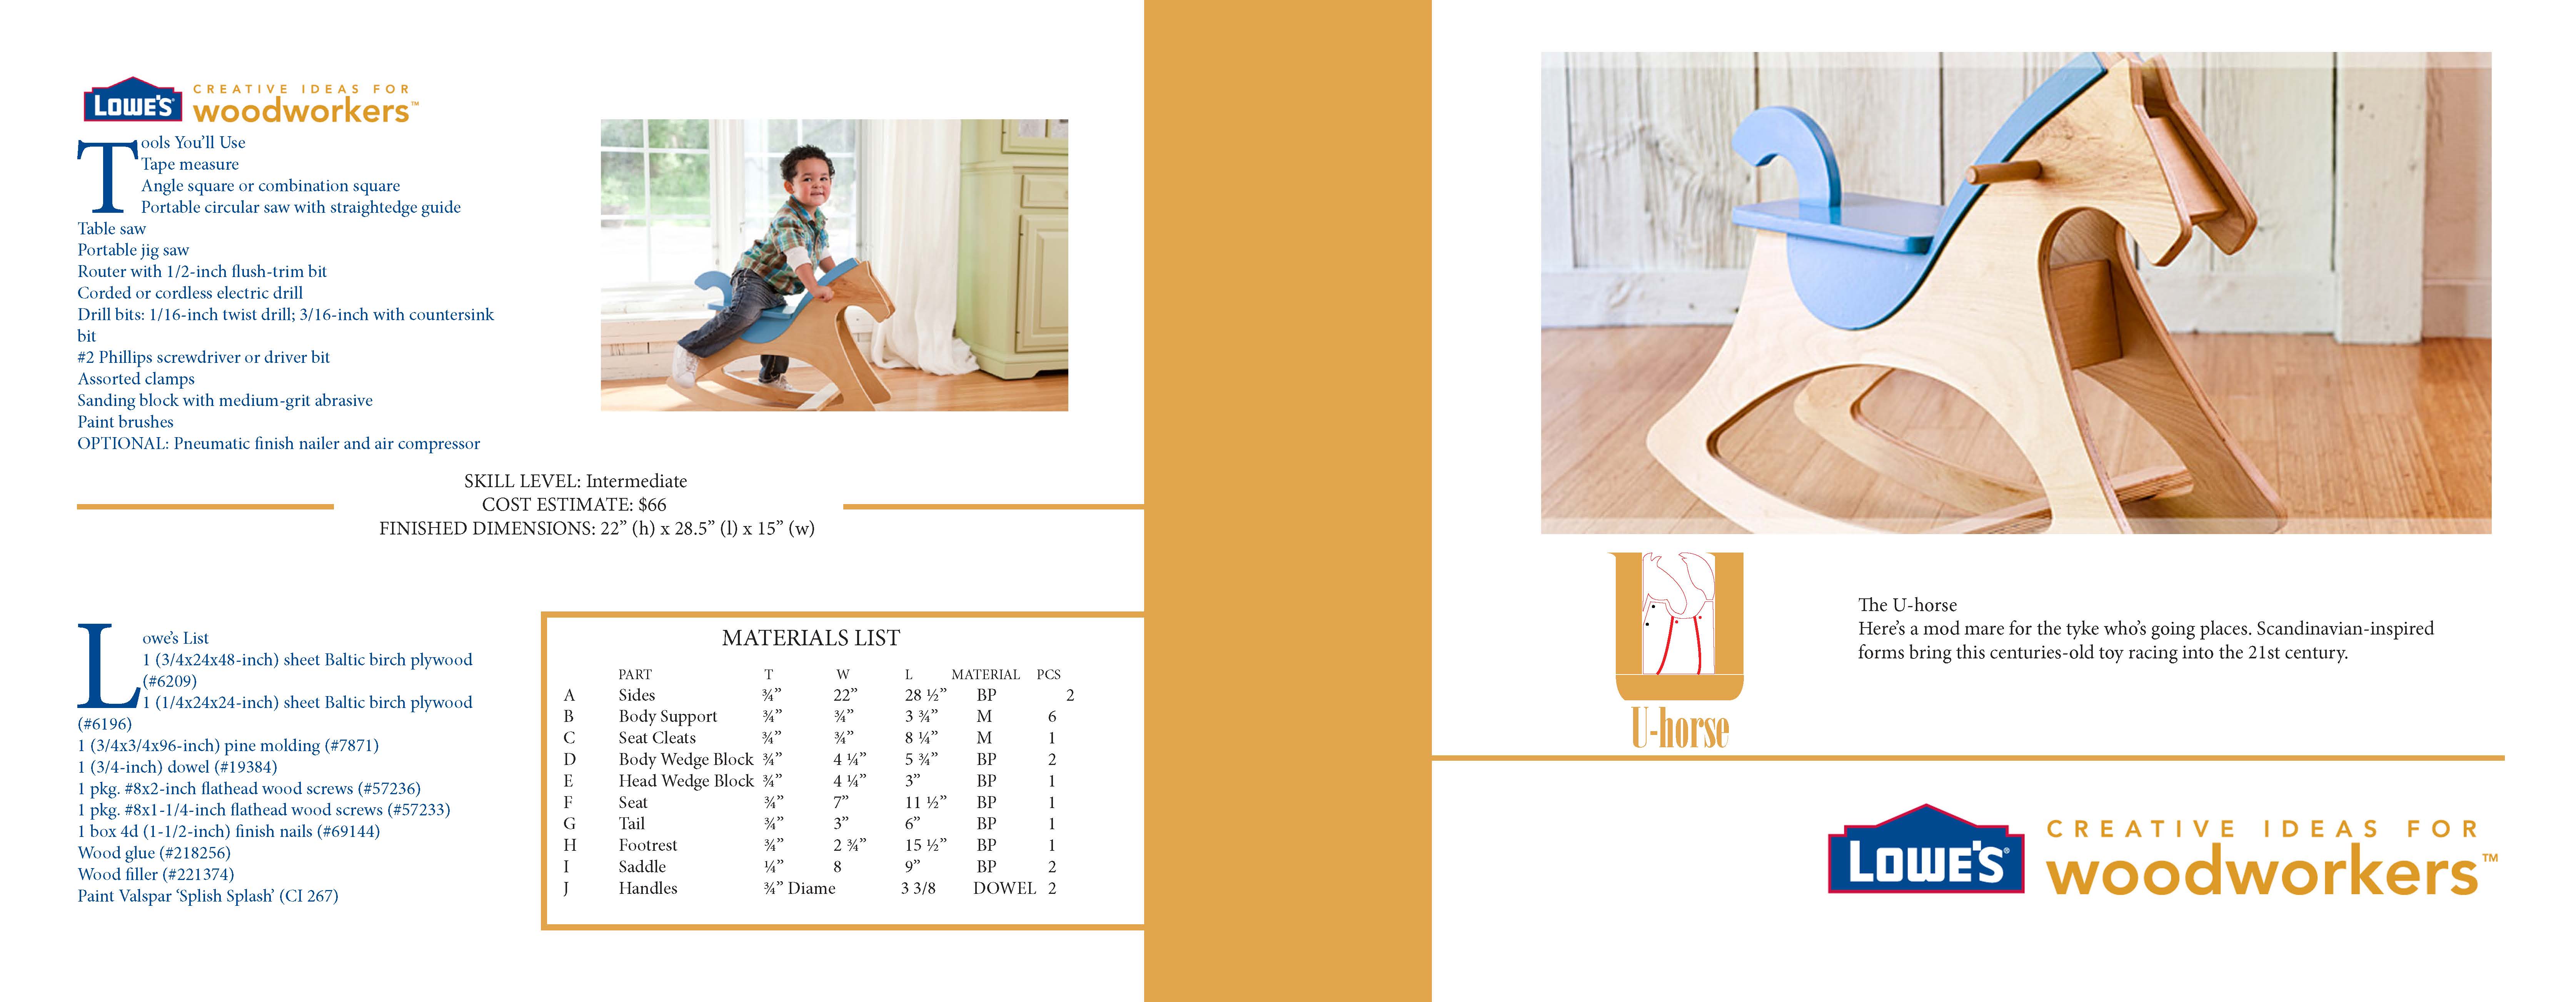 LOWE'S CREATIVE IDEAS FOR
woodworkers™
Tools You'll Use
Tape measure
Angle square or combination square
Portable circular saw with straightedge guide
Table saw
Portable jig saw
Router with 1/2-inch flush-trim bit
Corded or cordless electric drill
Drill bits: 1/16-inch twist drill; 3/16-inch with countersink
bit
#2 Phillips screwdriver or driver bit
Assorted clamps
Sanding block with medium-grit abrasive
Paint brushes
OPTIONAL: Pneumatic finish nailer and air compressor
SKILL LEVEL: Intermediate
COST ESTIMATE: $66
FINISHED DIMENSIONS: 22” (h) x 28.5” (l) x 15” (w)
Lowe's List
1 (3/4x24x48-inch) sheet Baltic birch plywood
(#6209)
1 (1/4x24x24-inch) sheet Baltic birch plywood
(#6196)
1 (3/4x3/4x96-inch) pine molding (#7871)
1 (3/4-inch) dowel (#19384)
1 pkg. #8x2-inch flathead wood screws (#57236)
1 pkg. #8x1-1/4-inch flathead wood screws (#57233)
1 box 4d (1-1/2-inch) finish nails (#69144)
Wood glue (#218256)
Wood filler (#221374)
Paint Valspar ‘Splish Splash’ (CI 267)
MATERIALS LIST
PART T W L MATERIAL PCS
A Sides ¾” 22” 28 ½” BP 2
B Body Support ¾” ¾” 3 ¾” M 6
C Seat Cleats ¾” ¾” 8 ¼” M 1
D Body Wedge Block ¾” 4 ¼” 5 ¾” BP 2
E Head Wedge Block ¾” 4 ¼” 3” BP 1
F Seat ¾” 7” 11 ½” BP 1
G Tail ¾” 3” 6” BP 1
H Footrest ¾” 2 ¾” 15 ½” BP 1
I Saddle ¼” 8 9” BP 2
J Handles ¾” Diame 3 3/8 DOWEL 2
U-horse
The U-horse
Here's a mod mare for the tyke who's going places. Scandinavian-inspired
forms bring this centuries-old toy racing into the 21st century.
LOWE'S® CREATIVE IDEAS FOR
woodworkers™